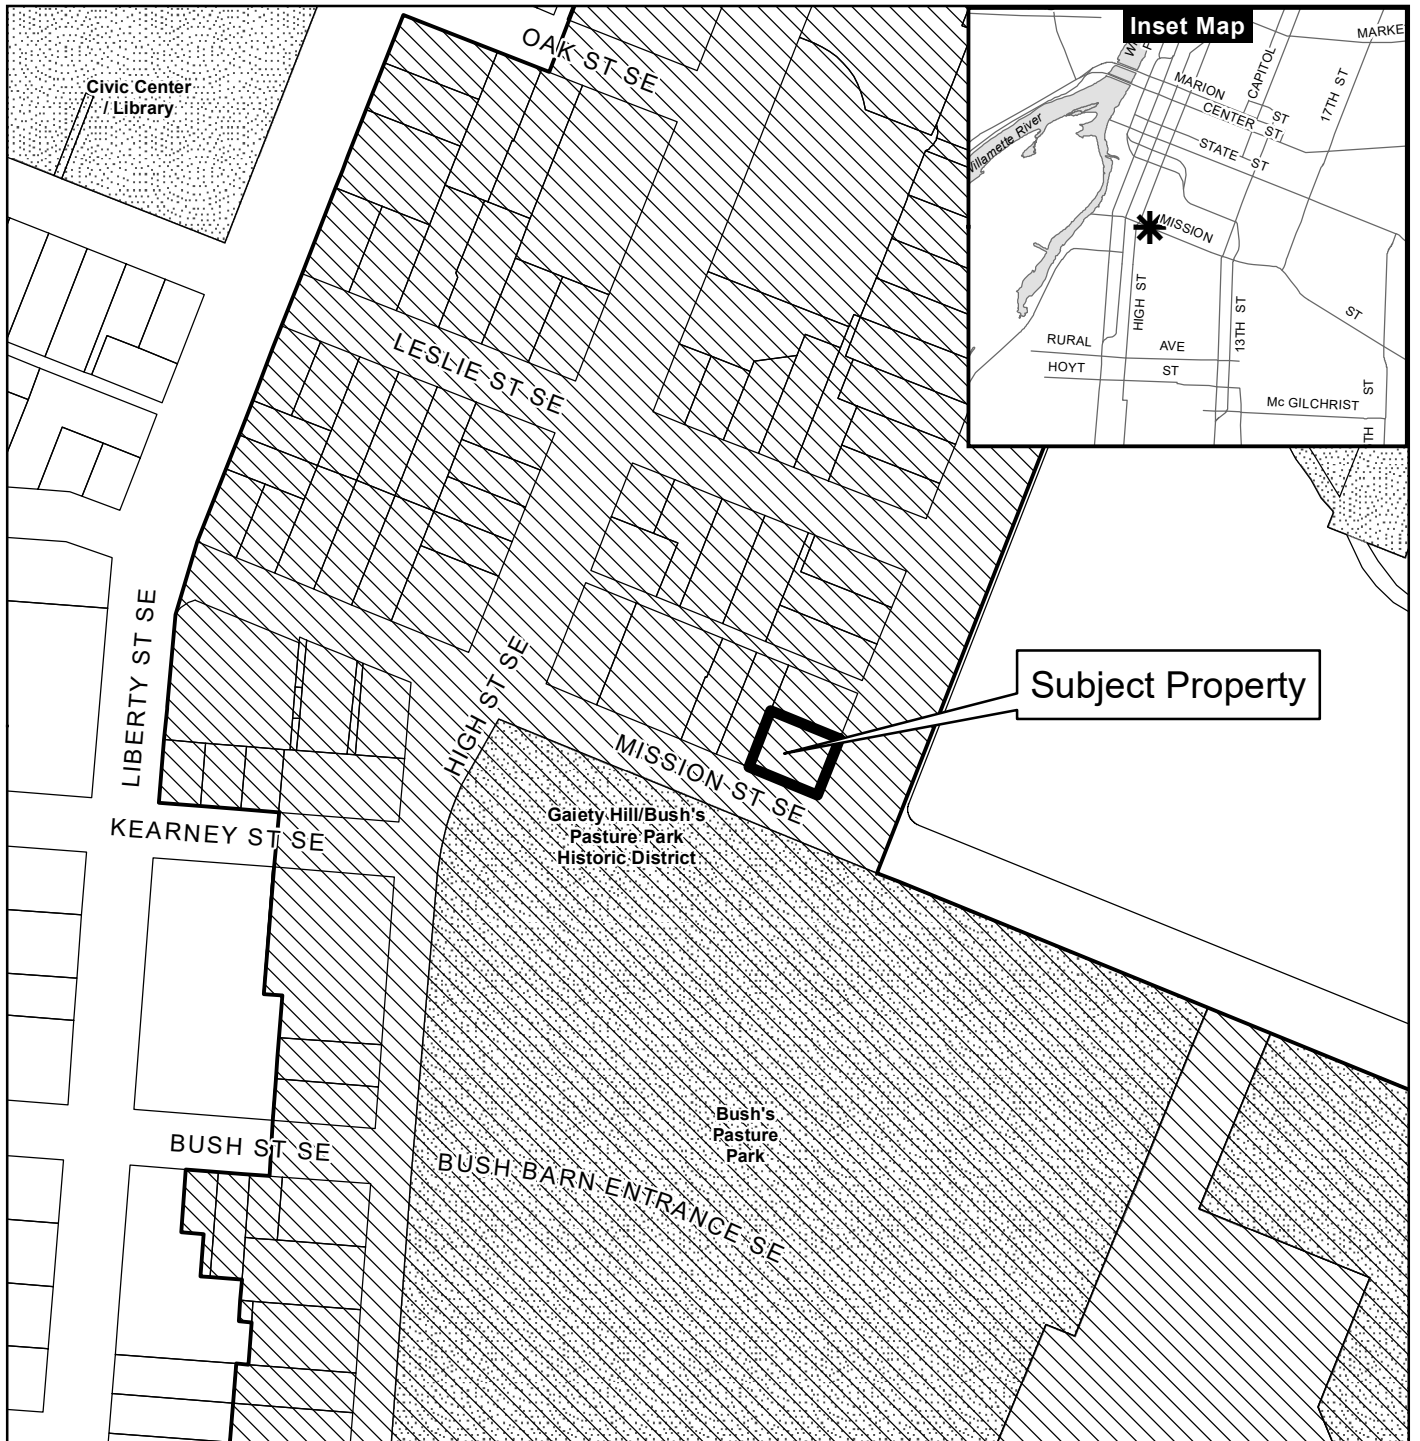 OAK ST SE
Civic Center
/ Library
LESLIE ST SE
LIBERTY ST SE
HIGH ST SE
MISSION ST SE
Subject Property
KEARNEY ST SE
Gaiety Hill/Bush's
Pasture Park
Historic District
Bush's
Pasture
Park
BUSH ST SE
BUSH BARN ENTRANCE SE
Inset Map
MARKE
CAPITOL
ST
17TH ST
MARION
CENTER ST
STATE ST
Willamette River
MISSION
ST
HIGH ST
13TH ST
RURAL AVE
HOYT ST
Mc GILCHRIST
ST
TH